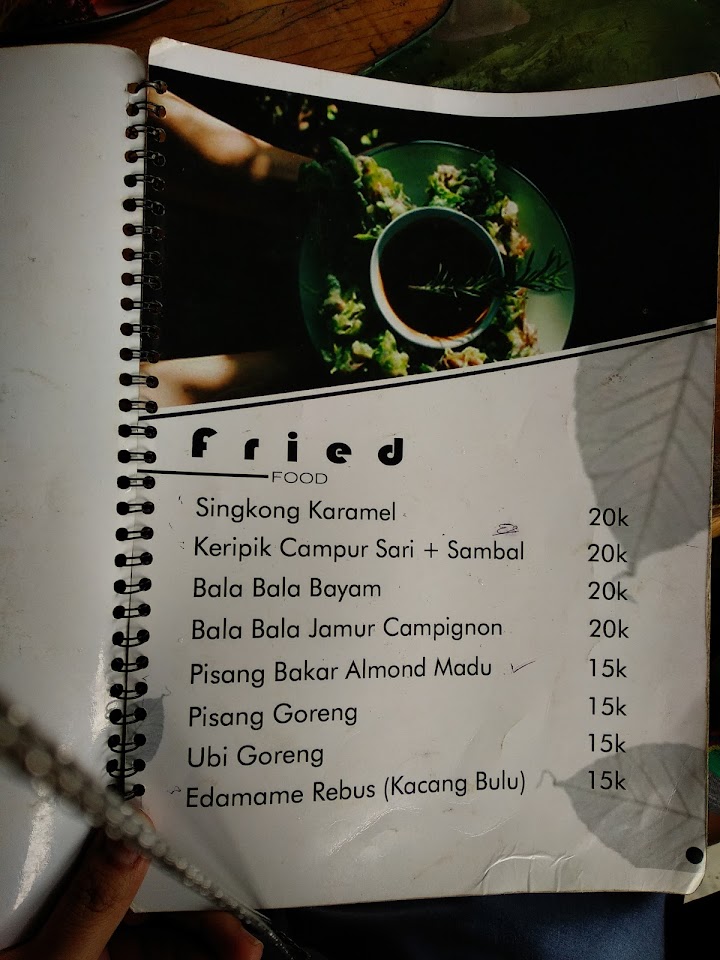 Fried
FOOD
Singkong Karamel 20k
Keripik Campur Sari + Sambal 20k
Bala Bala Bayam 20k
Bala Bala Jamur Campignon 20k
Pisang Bakar Almond Madu 15k
Pisang Goreng 15k
Ubi Goreng 15k
Edamame Rebus (Kacang Bulu) 15k